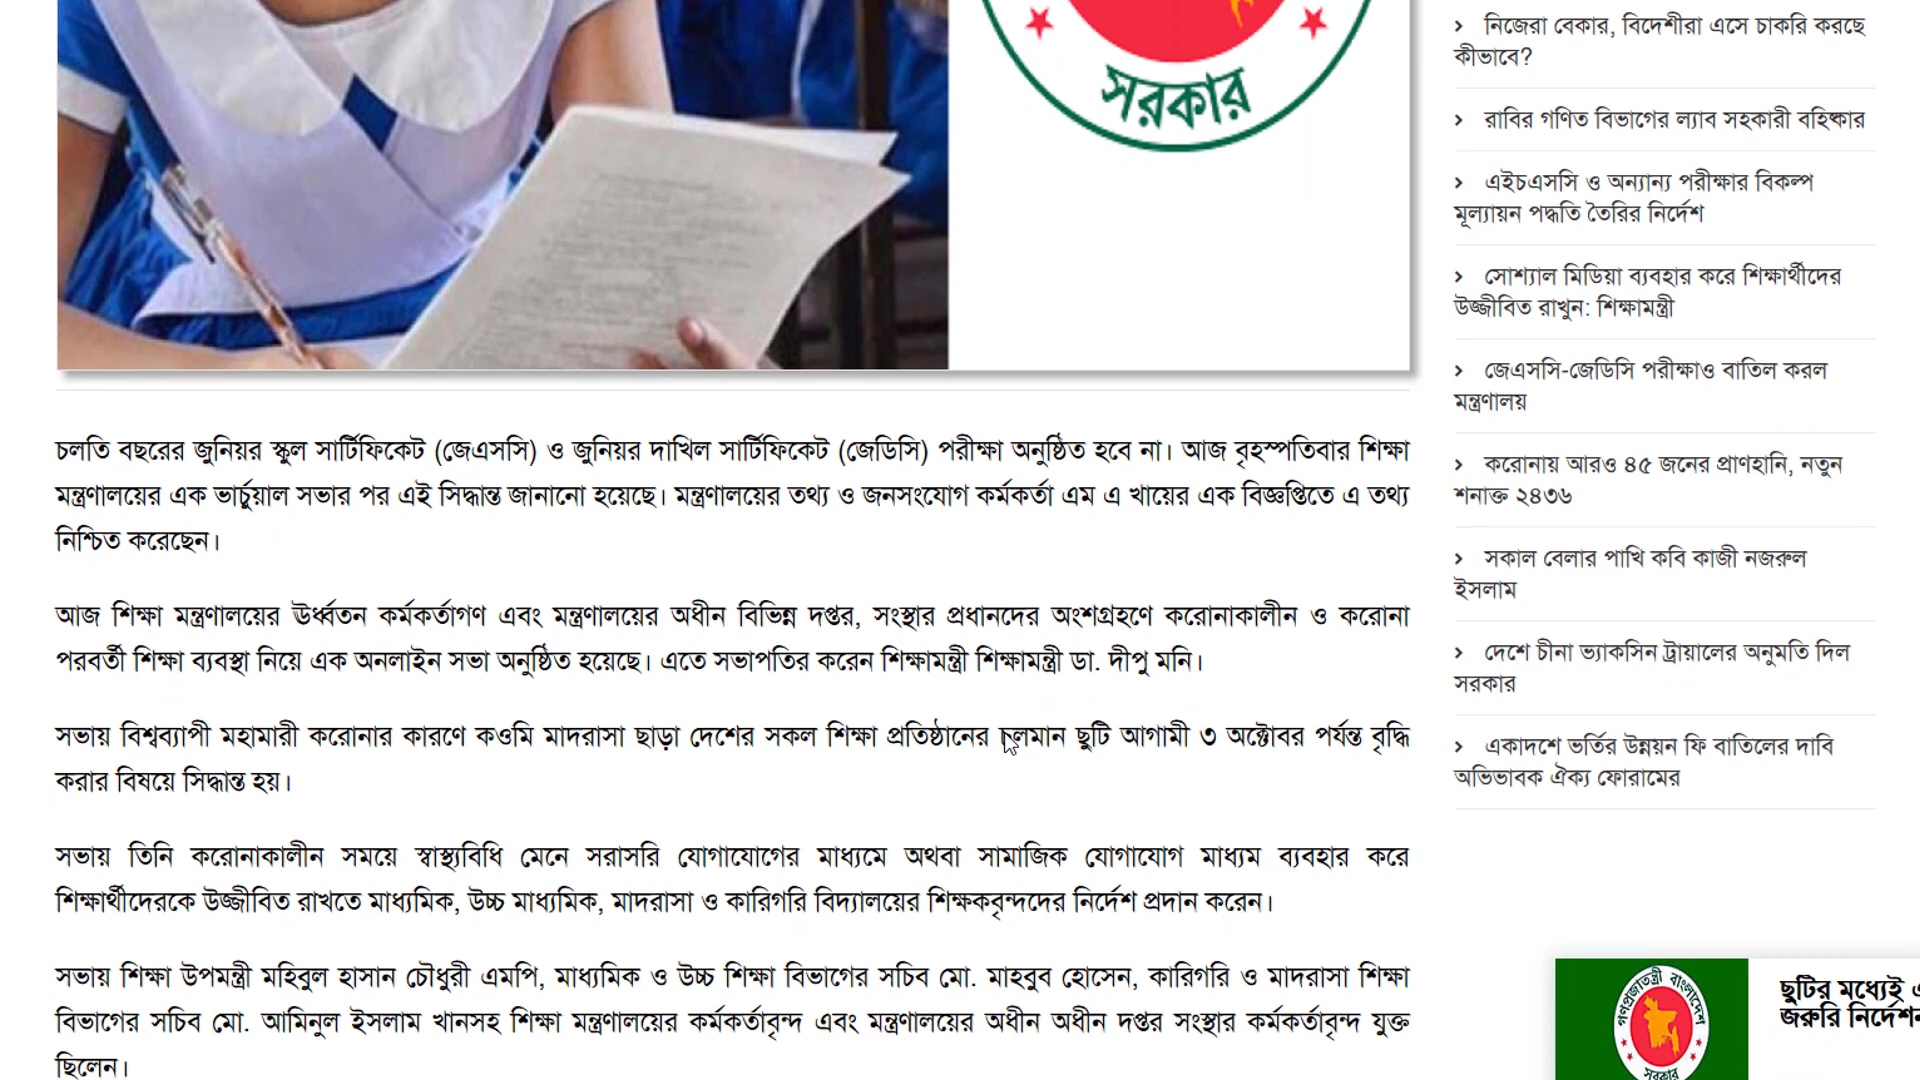 সরকার
চলতি বছরের জুনিয়র স্কুল সার্টিফিকেট (জেএসসি) ও জুনিয়র দাখিল সার্টিফিকেট (জেডিসি) পরীক্ষা অনুষ্ঠিত হবে না। আজ বৃহস্পতিবার শিক্ষা
মন্ত্রণালয়ের এক ভার্চুয়াল সভার পর এই সিদ্ধান্ত জানানো হয়েছে। মন্ত্রণালয়ের তথ্য ও জনসংযোগ কর্মকর্তা এম এ খায়ের এক বিজ্ঞপ্তিতে এ তথ্য
নিশ্চিত করেছেন।
আজ শিক্ষা মন্ত্রণালয়ের ঊর্ধ্বতন কর্মকর্তাগণ এবং মন্ত্রণালয়ের অধীন বিভিন্ন দপ্তর, সংস্থার প্রধানদের অংশগ্রহণে করোনাকালীন ও করোনা
পরবর্তী শিক্ষা ব্যবস্থা নিয়ে এক অনলাইন সভা অনুষ্ঠিত হয়েছে। এতে সভাপতির করেন শিক্ষামন্ত্রী শিক্ষামন্ত্রী ডা. দীপু মনি।
সভায় বিশ্বব্যাপী মহামারী করোনার কারণে কওমি মাদরাসা ছাড়া দেশের সকল শিক্ষা প্রতিষ্ঠানের চলমান ছুটি আগামী ৩ অক্টোবর পর্যন্ত বৃদ্ধি
করার বিষয়ে সিদ্ধান্ত হয়।
সভায় তিনি করোনাকালীন সময়ে স্বাস্থ্যবিধি মেনে সরাসরি যোগাযোগের মাধ্যমে অথবা সামাজিক যোগাযোগ মাধ্যম ব্যবহার করে
শিক্ষার্থীদেরকে উজ্জীবিত রাখতে মাধ্যমিক, উচ্চ মাধ্যমিক, মাদরাসা ও কারিগরি বিদ্যালয়ের শিক্ষকবৃন্দদের নির্দেশ প্রদান করেন।
সভায় শিক্ষা উপমন্ত্রী মহিবুল হাসান চৌধুরী এমপি, মাধ্যমিক ও উচ্চ শিক্ষা বিভাগের সচিব মো. মাহবুব হোসেন, কারিগরি ও মাদরাসা শিক্ষা
বিভাগের সচিব মো. আমিনুল ইসলাম খানসহ শিক্ষা মন্ত্রণালয়ের কর্মকর্তাবৃন্দ এবং মন্ত্রণালয়ের অধীন অধীন দপ্তর সংস্থার কর্মকর্তাবৃন্দ যুক্ত
ছিলেন।
› নিজেরা বেকার, বিদেশীরা এসে চাকরি করছে
কীভাবে?
› রাবির গণিত বিভাগের ল্যাব সহকারী বহিষ্কার
› এইচএসসি ও অন্যান্য পরীক্ষার বিকল্প
মূল্যায়ন পদ্ধতি তৈরির নির্দেশ
› সোশ্যাল মিডিয়া ব্যবহার করে শিক্ষার্থীদের
উজ্জীবিত রাখুন: শিক্ষামন্ত্রী
› জেএসসি-জেডিসি পরীক্ষাও বাতিল করল
মন্ত্রণালয়
› করোনায় আরও ৪৫ জনের প্রাণহানি, নতুন
শনাক্ত ২৪৩৬
› সকাল বেলার পাখি কবি কাজী নজরুল
ইসলাম
› দেশে চীনা ভ্যাকসিন ট্রায়ালের অনুমতি দিল
সরকার
› একাদশে ভর্তির উন্নয়ন ফি বাতিলের দাবি
অভিভাবক ঐক্য ফোরামের
গণপ্রজাতন্ত্রী বাংলাদেশ
সরকার
ছুটির মধ্যেই
জরুরি